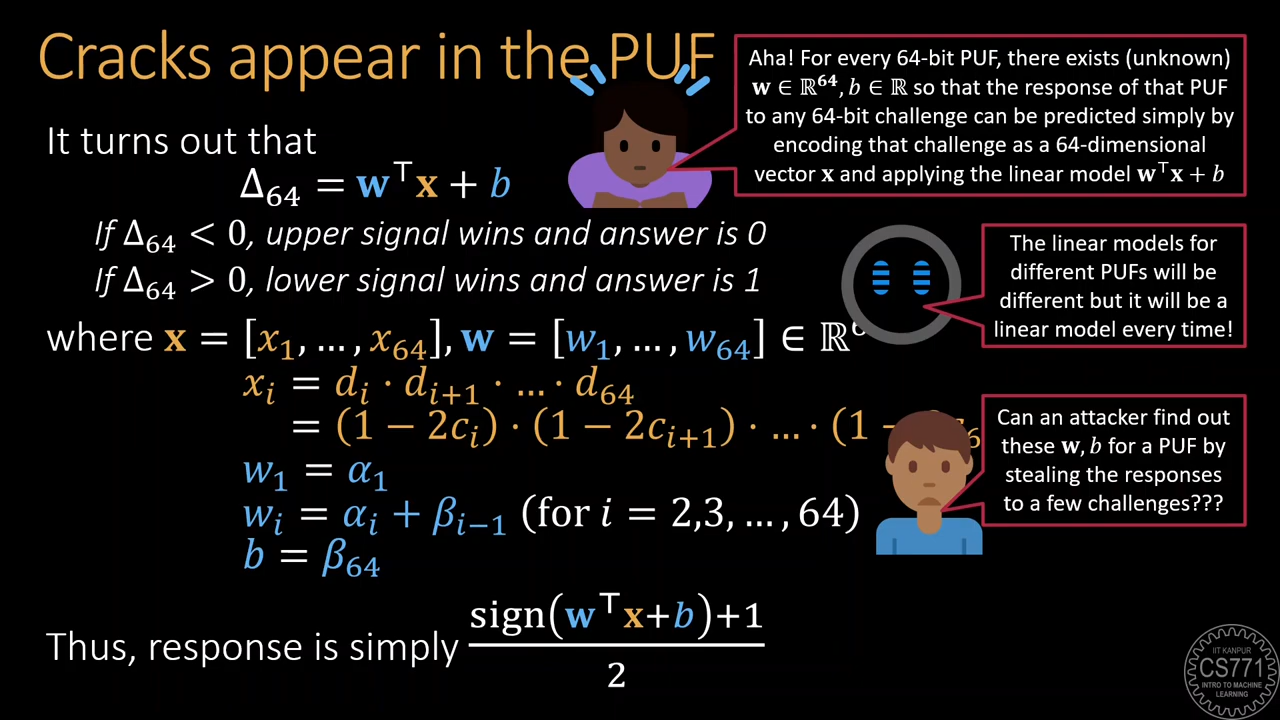 Cracks appear in the PUF
Aha! For every 64-bit PUF, there exists (unknown)
𝐰 ∈ ℝ⁶⁴, 𝑏 ∈ ℝ so that the response of that PUF
to any 64-bit challenge can be predicted simply by
encoding that challenge as a 64-dimensional
vector 𝐱 and applying the linear model 𝐰⊤𝐱 + 𝑏
It turns out that
Δ₆₄ = 𝐰⊤𝐱 + 𝑏
If Δ₆₄ < 0, upper signal wins and answer is 0
If Δ₆₄ > 0, lower signal wins and answer is 1
The linear models for
different PUFs will be
different but it will be a
linear model every time!
where 𝐱 = [𝑥₁, … , 𝑥₆₄], 𝐰 = [𝑤₁, … , 𝑤₆₄] ∈ ℝ⁶
𝑥ᵢ = 𝑑ᵢ · 𝑑ᵢ₊₁ · … · 𝑑₆₄
= (1 − 2𝑐ᵢ) · (1 − 2𝑐ᵢ₊₁) · … · (1 −
Can an attacker find out
these 𝐰, 𝑏 for a PUF by
stealing the responses
to a few challenges???
𝑤₁ = 𝛼₁
𝑤ᵢ = 𝛼ᵢ + 𝛽ᵢ₋₁ (for 𝑖 = 2,3, … , 64)
𝑏 = 𝛽₆₄
Thus, response is simply (sign(𝐰⊤𝐱+𝑏)+1)/2
IIT KANPUR
CS771
INTRO TO MACHINE
LEARNING